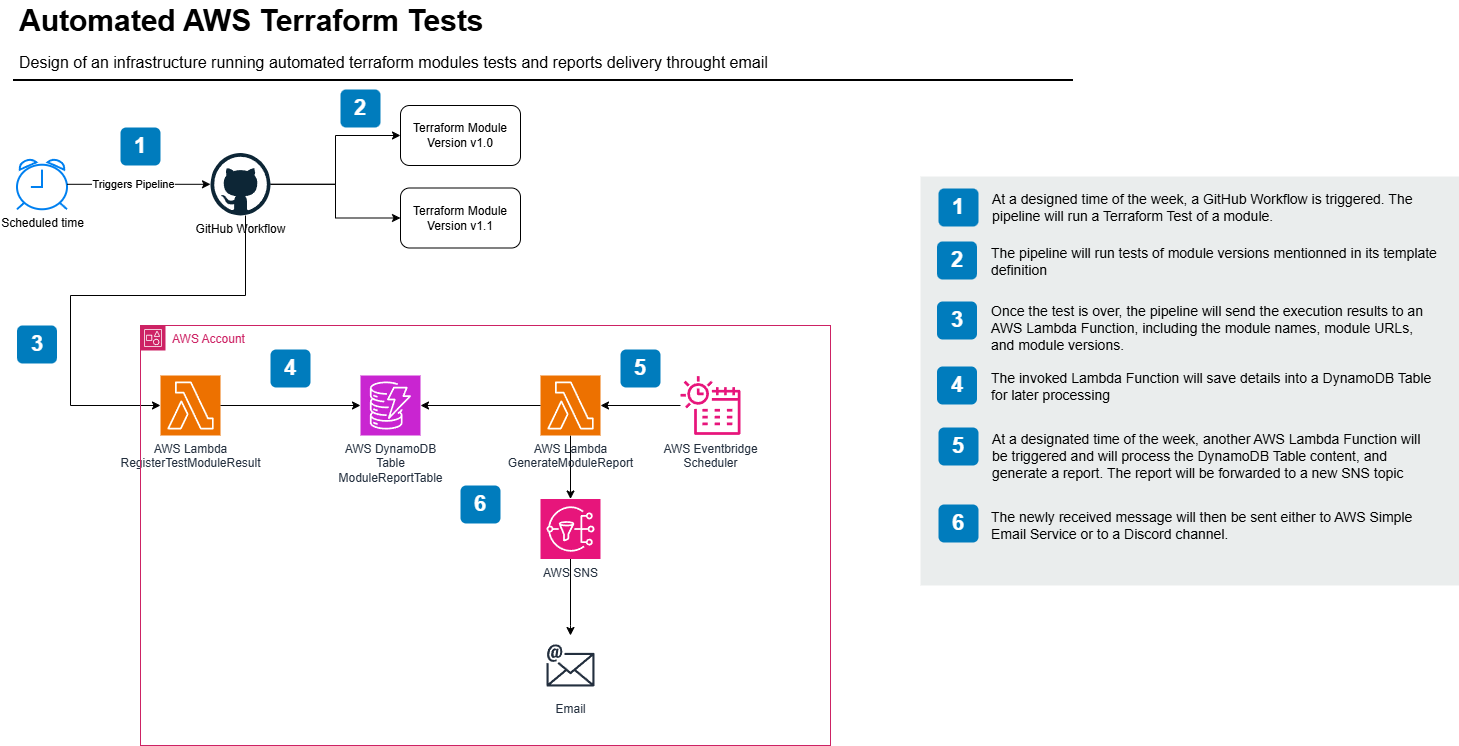 Automated AWS Terraform Tests
Design of an infrastructure running automated terraform modules tests and reports delivery throught email
1
2
Terraform Module
Version v1.0
Triggers Pipeline
Scheduled time
GitHub Workflow
Terraform Module
Version v1.1
3
AWS Account
4
5
AWS Lambda
RegisterTestModuleResult
AWS DynamoDB
Table
ModuleReportTable
AWS Lambda
GenerateModuleReport
AWS Eventbridge
Scheduler
6
AWS SNS
@
Email
1
At a designed time of the week, a GitHub Workflow is triggered. The
pipeline will run a Terraform Test of a module.
2
The pipeline will run tests of module versions mentionned in its template
definition
3
Once the test is over, the pipeline will send the execution results to an
AWS Lambda Function, including the module names, module URLs,
and module versions.
4
The invoked Lambda Function will save details into a DynamoDB Table
for later processing
5
At a designated time of the week, another AWS Lambda Function will
be triggered and will process the DynamoDB Table content, and
generate a report. The report will be forwarded to a new SNS topic
6
The newly received message will then be sent either to AWS Simple
Email Service or to a Discord channel.